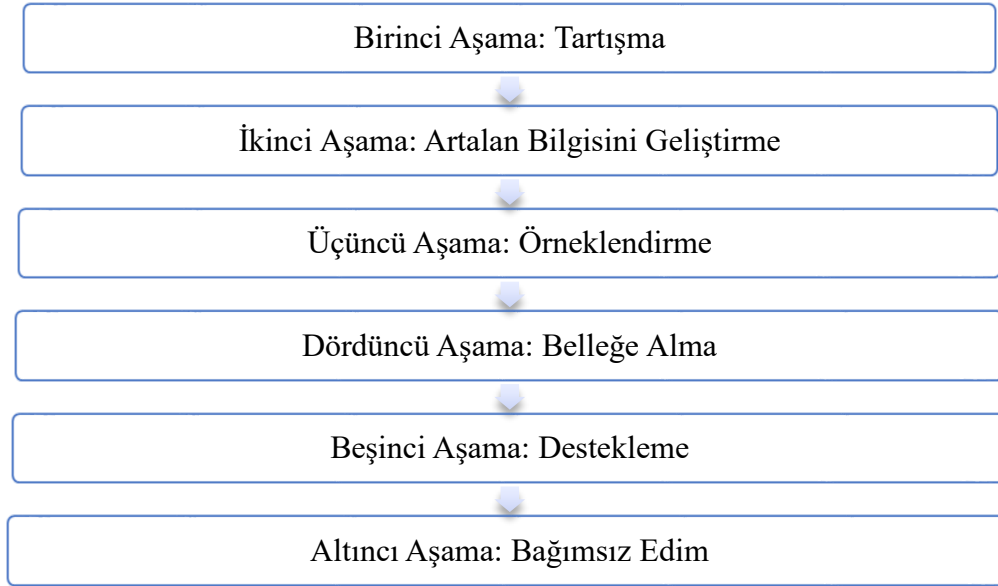 Birinci Aşama: Tartışma
İkinci Aşama: Artalan Bilgisini Geliştirme
Üçüncü Aşama: Örneklendirme
Dördüncü Aşama: Belleğe Alma
Beşinci Aşama: Destekleme
Altıncı Aşama: Bağımsız Edim